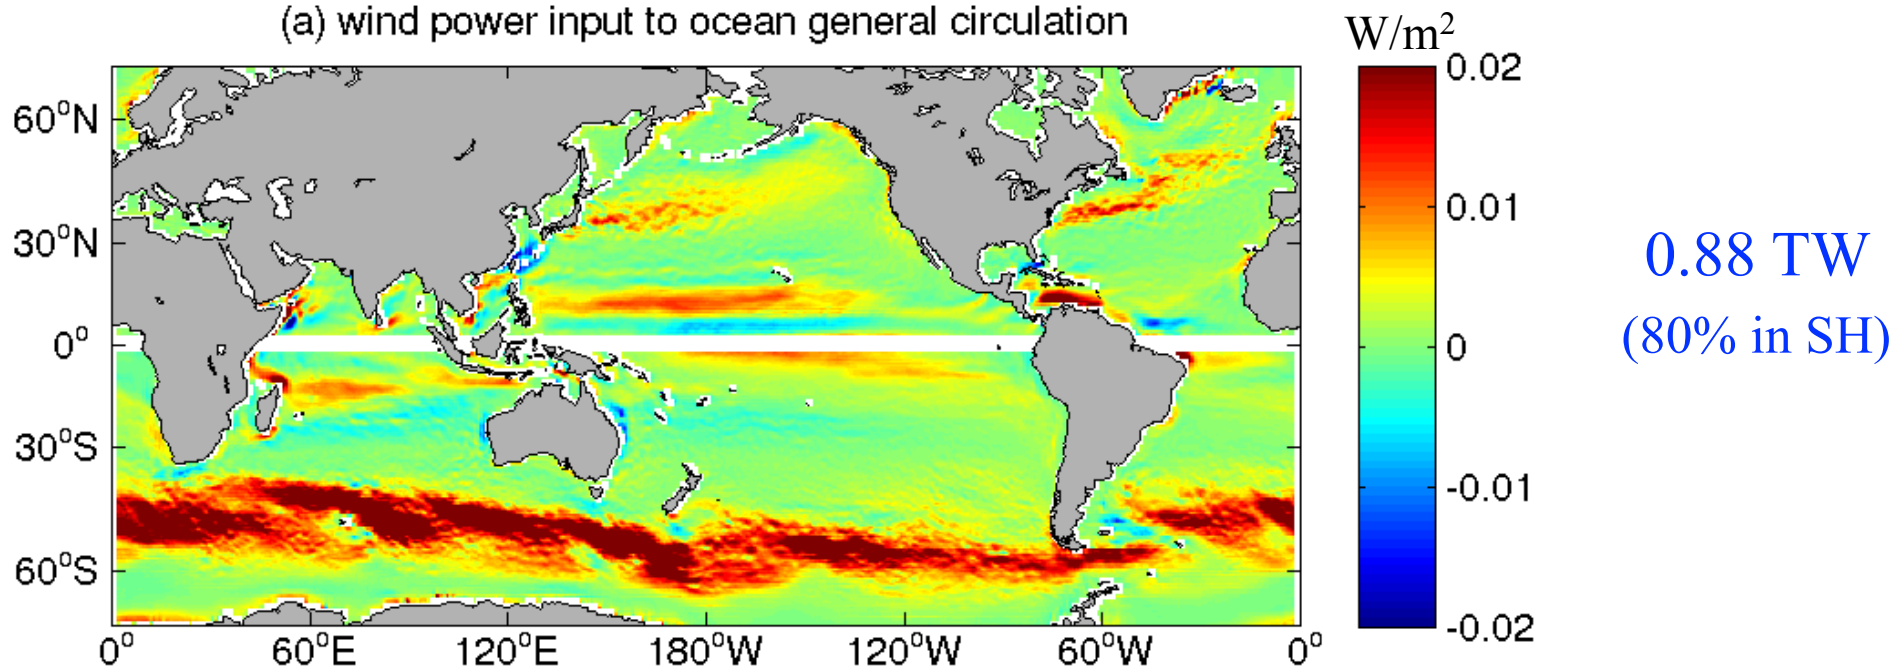 (a) wind power input to ocean general circulation
W/m²
60°N
30°N
0°
30°S
60°S
0°
60°E
120°E
180°W
120°W
60°W
0°
0.02
0.01
0
-0.01
-0.02
0.88 TW
(80% in SH)